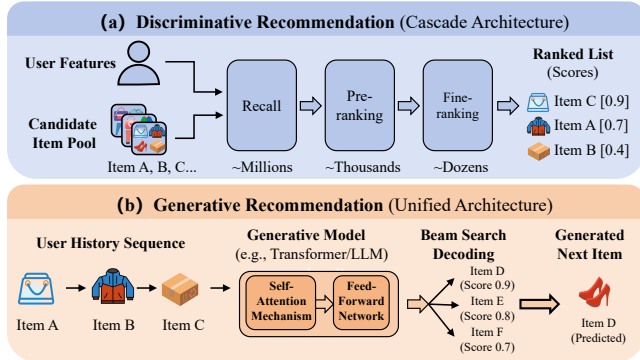 (a) Discriminative Recommendation (Cascade Architecture)
User Features
Candidate
Item Pool
Item A, B, C...
Recall
Pre-
ranking
Fine-
ranking
~Millions
~Thousands
~Dozens
Ranked List
(Scores)
Item C [0.9]
Item A [0.7]
Item B [0.4]
(b) Generative Recommendation (Unified Architecture)
User History Sequence
Item A
Item B
Item C
Generative Model
(e.g., Transformer/LLM)
Self-
Attention
Mechanism
Feed-
Forward
Network
Beam Search
Decoding
Item D
(Score 0.9)
Item E
(Score 0.8)
Item F
(Score 0.7)
Generated
Next Item
Item D
(Predicted)